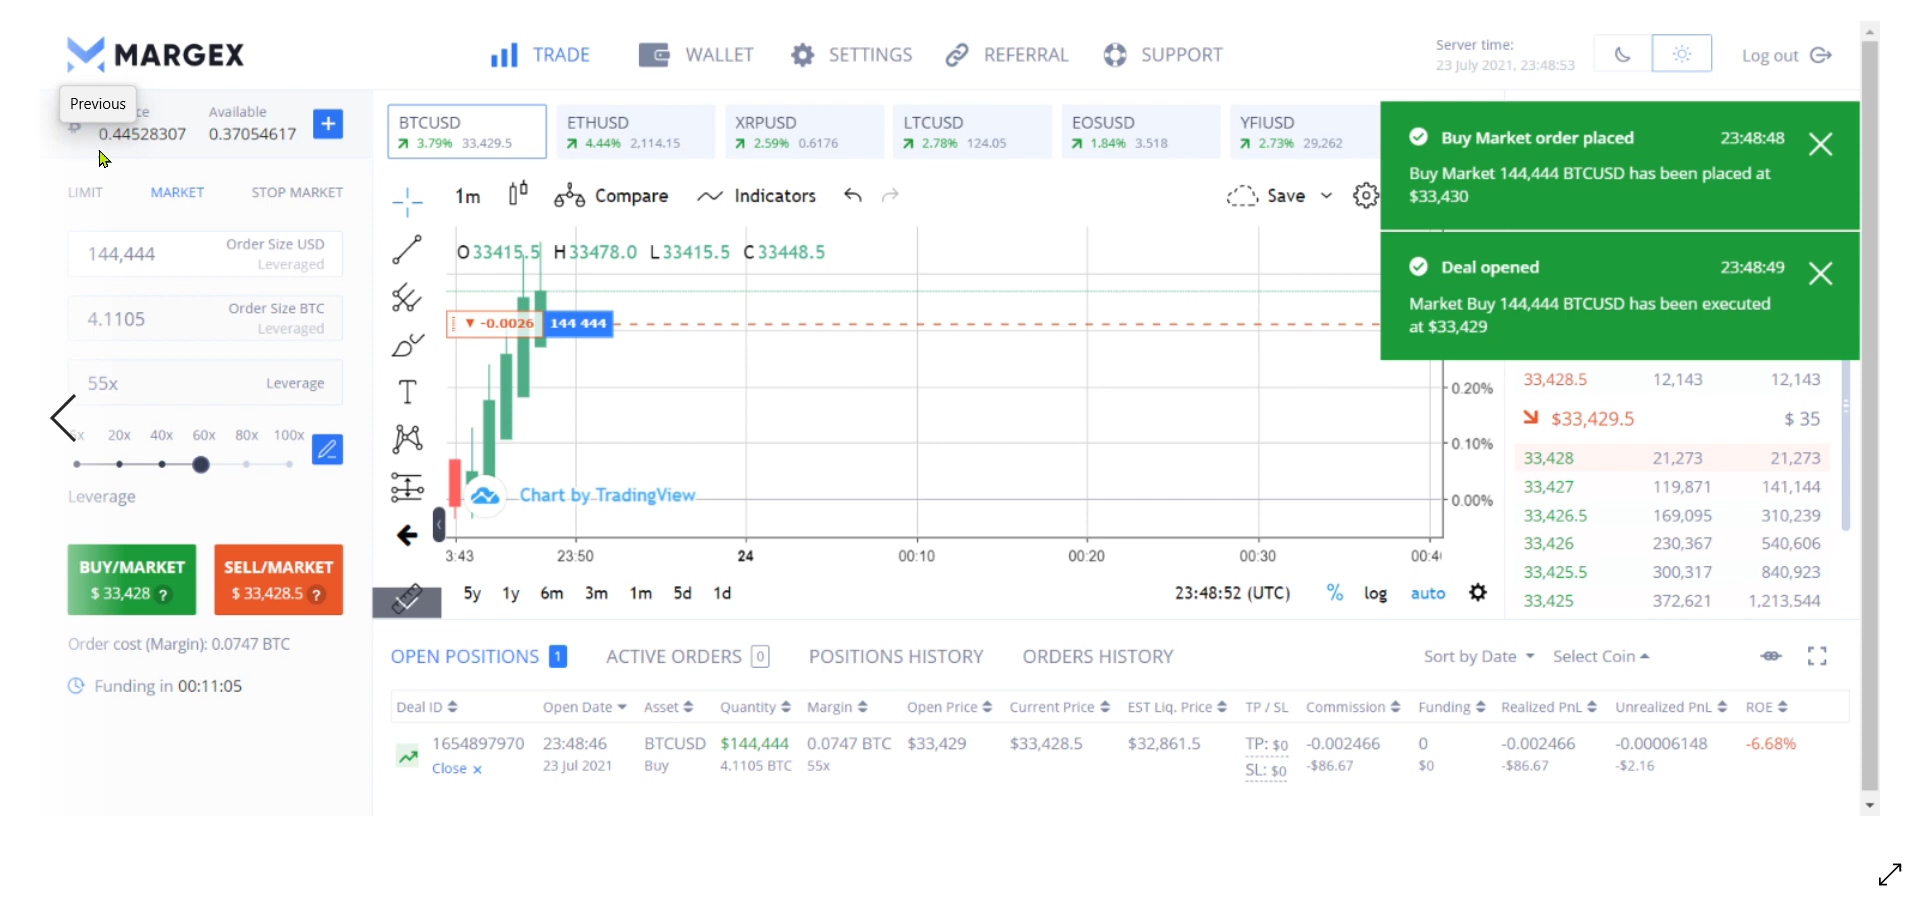 MARGEX
TRADE
WALLET
SETTINGS
REFERRAL
SUPPORT
Server time:
23 July 2021, 23:48:53
Log out
Previous
ce
0.44528307
Available
0.37054617
+
LIMIT
MARKET
STOP MARKET
144,444
Order Size USD
Leveraged
4.1105
Order Size BTC
Leveraged
55x
Leverage
5x 20x 40x 60x 80x 100x
Leverage
BUY/MARKET
$ 33,428 ?
SELL/MARKET
$ 33,428.5 ?
Order cost (Margin): 0.0747 BTC
Funding in 00:11:05
BTCUSD
3.79% 33,429.5
ETHUSD
4.44% 2,114.15
XRPUSD
2.59% 0.6176
LTCUSD
2.78% 124.05
EOSUSD
1.84% 3.518
YFIUSD
2.73% 29,262
1m
Compare
Indicators
Save
O33415.5 H33478.0 L33415.5 C33448.5
▼ -0.0026 144 444
T
Chart by TradingView
0.20%
0.10%
0.00%
3:43 23:50 24 00:10 00:20 00:30 00:4
5y 1y 6m 3m 1m 5d 1d
23:48:52 (UTC) % log auto
Buy Market order placed 23:48:48
Buy Market 144,444 BTCUSD has been placed at
$33,430
Deal opened 23:48:49
Market Buy 144,444 BTCUSD has been executed
at $33,429
33,428.5 12,143 12,143
$33,429.5 $ 35
33,428 21,273 21,273
33,427 119,871 141,144
33,426.5 169,095 310,239
33,426 230,367 540,606
33,425.5 300,317 840,923
33,425 372,621 1,213,544
OPEN POSITIONS 1
ACTIVE ORDERS 0
POSITIONS HISTORY
ORDERS HISTORY
Sort by Date
Select Coin
Deal ID Open Date Asset Quantity Margin Open Price Current Price EST Liq. Price TP / SL Commission Funding Realized PnL Unrealized PnL ROE
1654897970 23:48:46 BTCUSD $144,444 0.0747 BTC $33,429 $33,428.5 $32,861.5 TP: $0 -0.002466 0 -0.002466 -0.00006148 -6.68%
Close × 23 Jul 2021 Buy 4.1105 BTC 55x SL: $0 -$86.67 $0 -$86.67 -$2.16